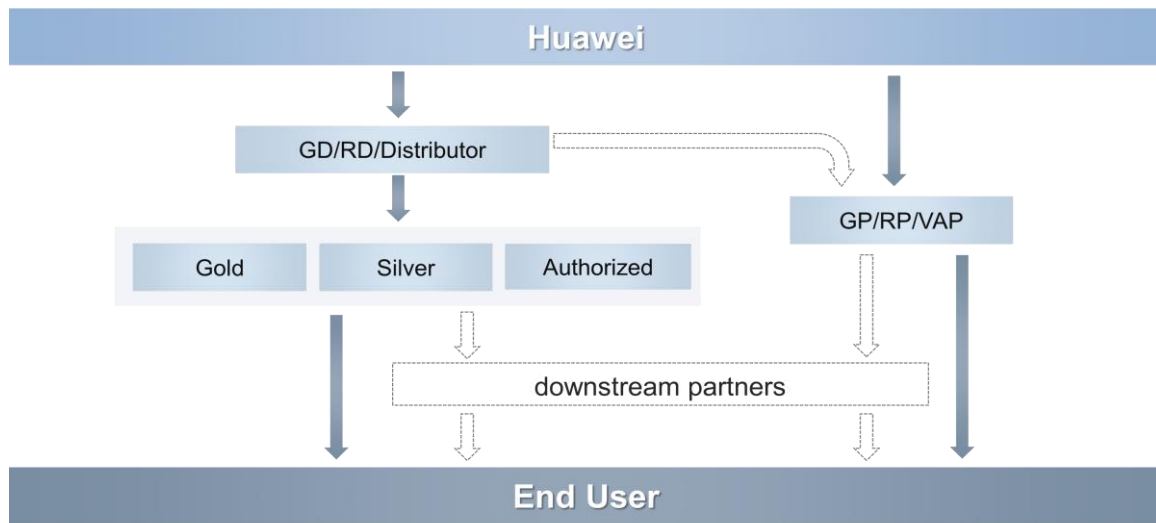 Huawei
GD/RD/Distributor
GP/RP/VAP
Gold
Silver
Authorized
downstream partners
End User